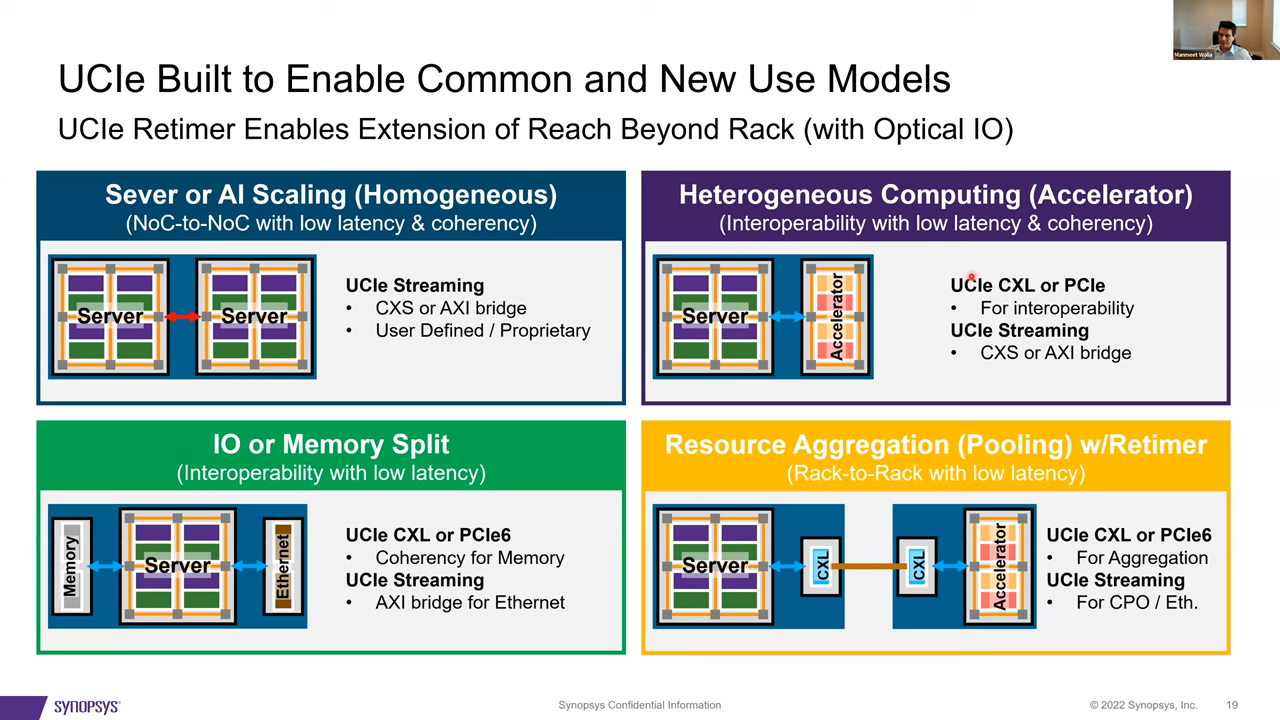 Manmeet Walia
UCIe Built to Enable Common and New Use Models
UCIe Retimer Enables Extension of Reach Beyond Rack (with Optical IO)
Sever or AI Scaling (Homogeneous)
(NoC-to-NoC with low latency & coherency)
Server
Server
UCIe Streaming
• CXS or AXI bridge
• User Defined / Proprietary
Heterogeneous Computing (Accelerator)
(Interoperability with low latency & coherency)
Server
Accelerator
UCIe CXL or PCIe
• For interoperability
UCIe Streaming
• CXS or AXI bridge
IO or Memory Split
(Interoperability with low latency)
Memory
Server
Ethernet
UCIe CXL or PCIe6
• Coherency for Memory
UCIe Streaming
• AXI bridge for Ethernet
Resource Aggregation (Pooling) w/Retimer
(Rack-to-Rack with low latency)
Server
CXL
CXL
Accelerator
UCIe CXL or PCIe6
• For Aggregation
UCIe Streaming
• For CPO / Eth.
SYNOPSYS®
Synopsys Confidential Information
© 2022 Synopsys, Inc.
19